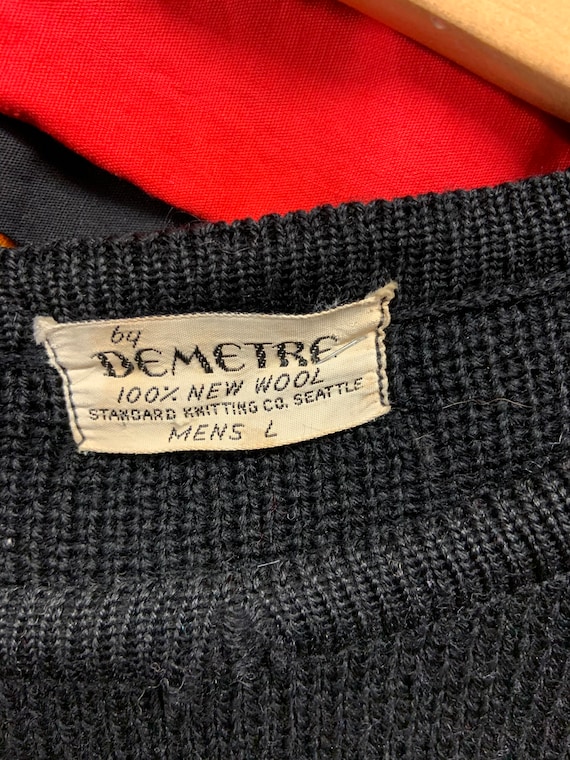 by
DEMETRE
100% NEW WOOL
STANDARD KNITTING CO. SEATTLE
MENS L